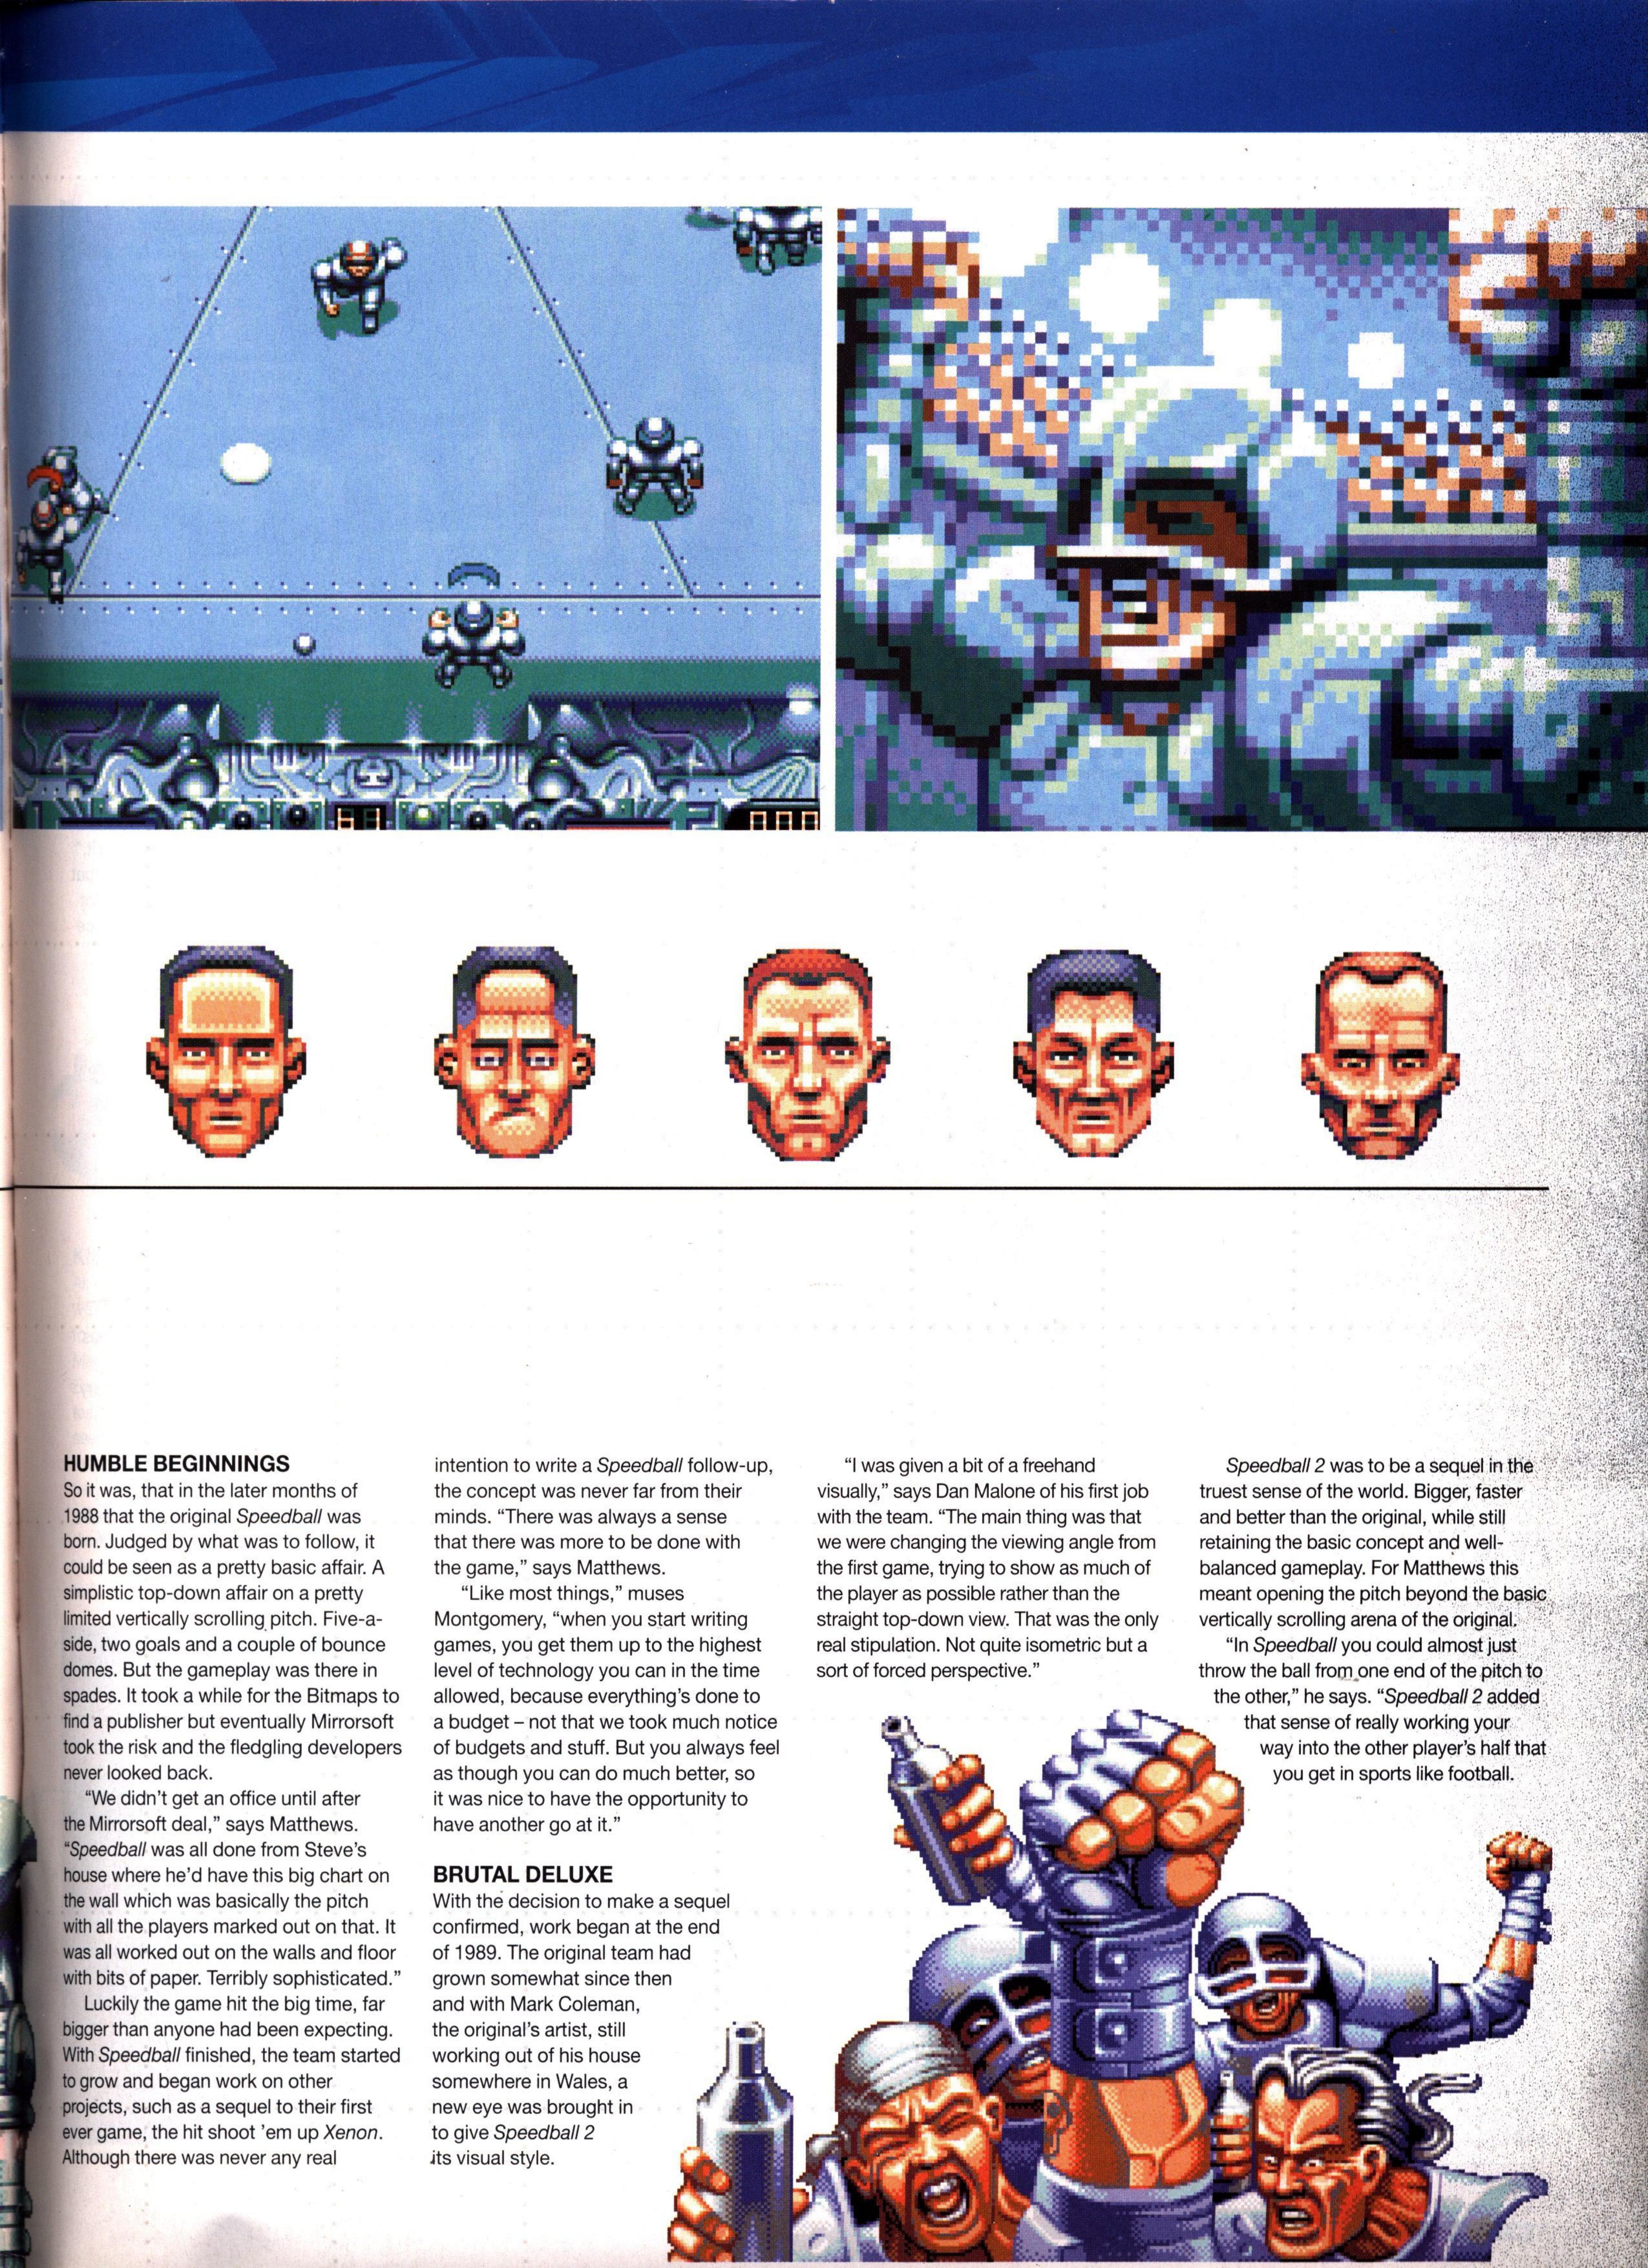 HUMBLE BEGINNINGS
So it was, that in the later months of
1988 that the original Speedball was
born. Judged by what was to follow, it
could be seen as a pretty basic affair. A
simplistic top-down affair on a pretty
limited vertically scrolling pitch. Five-a-
side, two goals and a couple of bounce
domes. But the gameplay was there in
spades. It took a while for the Bitmaps to
find a publisher but eventually Mirrorsoft
took the risk and the fledgling developers
never looked back.
“We didn’t get an office until after
the Mirrorsoft deal,” says Matthews.
“Speedball was all done from Steve’s
house where he’d have this big chart on
the wall which was basically the pitch
with all the players marked out on that. It
was all worked out on the walls and floor
with bits of paper. Terribly sophisticated.”
Luckily the game hit the big time, far
bigger than anyone had been expecting.
With Speedball finished, the team started
to grow and began work on other
projects, such as a sequel to their first
ever game, the hit shoot ’em up Xenon.
Although there was never any real
intention to write a Speedball follow-up,
the concept was never far from their
minds. “There was always a sense
that there was more to be done with
the game,” says Matthews.
“Like most things,” muses
Montgomery, “when you start writing
games, you get them up to the highest
level of technology you can in the time
allowed, because everything’s done to
a budget – not that we took much notice
of budgets and stuff. But you always feel
as though you can do much better, so
it was nice to have the opportunity to
have another go at it.”
BRUTAL DELUXE
With the decision to make a sequel
confirmed, work began at the end
of 1989. The original team had
grown somewhat since then
and with Mark Coleman,
the original’s artist, still
working out of his house
somewhere in Wales, a
new eye was brought in
to give Speedball 2
its visual style.
“I was given a bit of a freehand
visually,” says Dan Malone of his first job
with the team. “The main thing was that
we were changing the viewing angle from
the first game, trying to show as much of
the player as possible rather than the
straight top-down view. That was the only
real stipulation. Not quite isometric but a
sort of forced perspective.”
Speedball 2 was to be a sequel in the
truest sense of the world. Bigger, faster
and better than the original, while still
retaining the basic concept and well-
balanced gameplay. For Matthews this
meant opening the pitch beyond the basic
vertically scrolling arena of the original.
“In Speedball you could almost just
throw the ball from one end of the pitch to
the other,” he says. “Speedball 2 added
that sense of really working your
way into the other player’s half that
you get in sports like football.